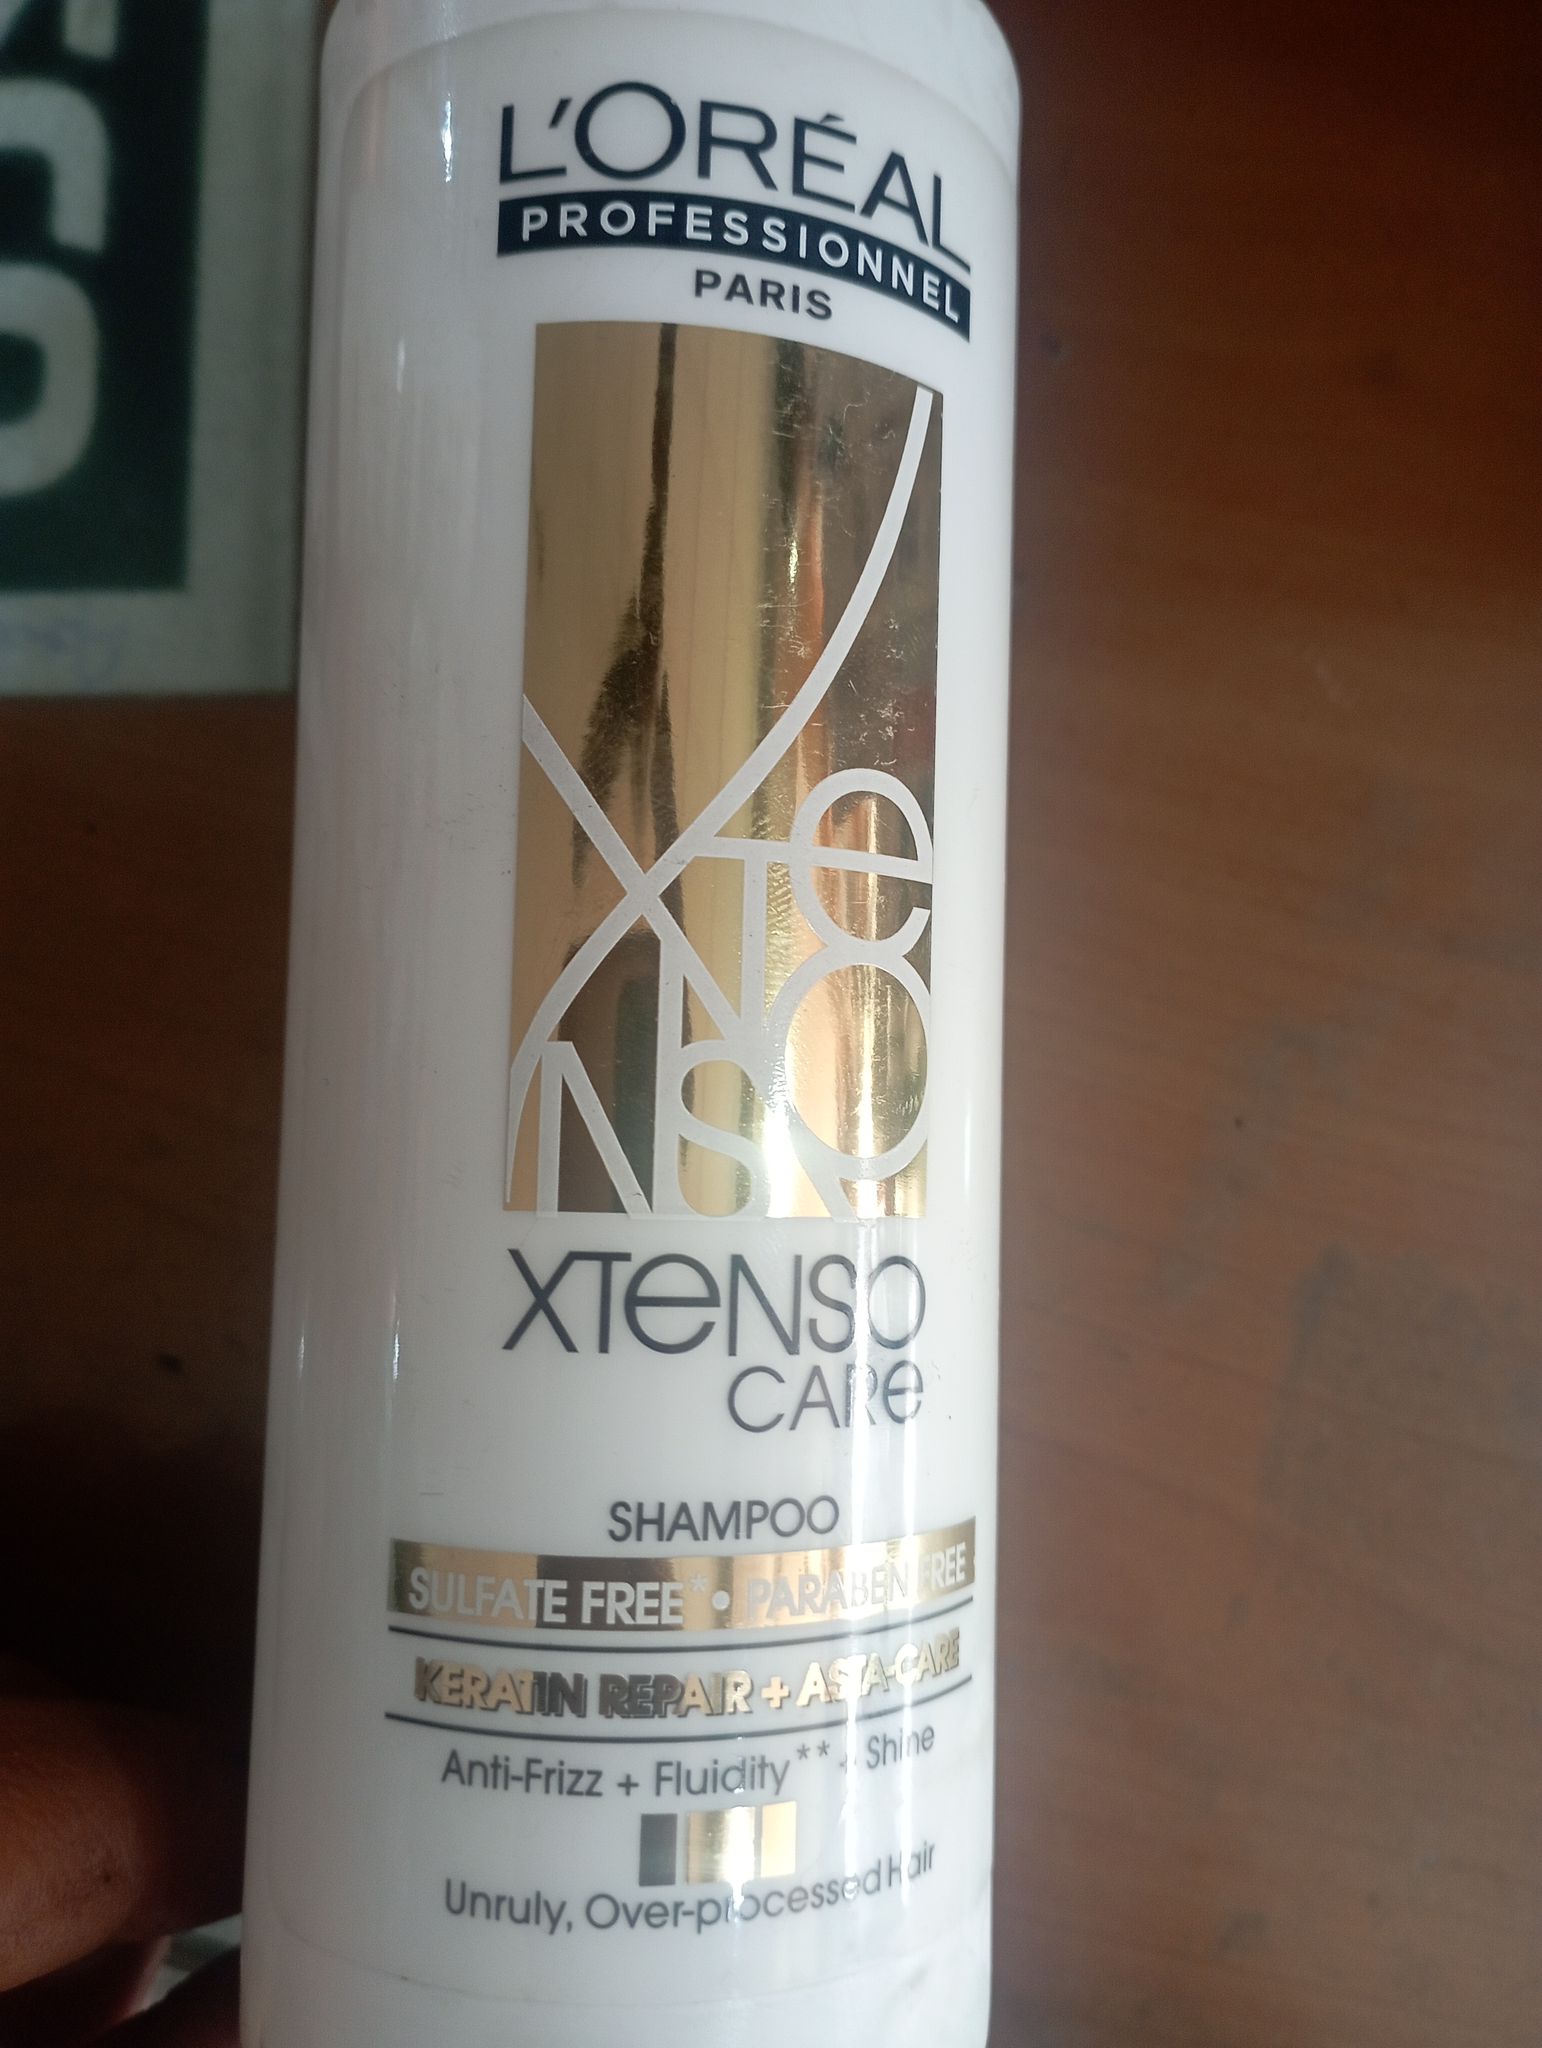 L'ORÉAL
PROFESSIONNEL
PARIS
XTeNSO
XTeNSO
CARe
SHAMPOO
SULFATE FREE* • PARABEN FREE
KERATIN REPAIR + ASTA-CARE
Anti-Frizz + Fluidity** + Shine
Unruly, Over-processed Hair